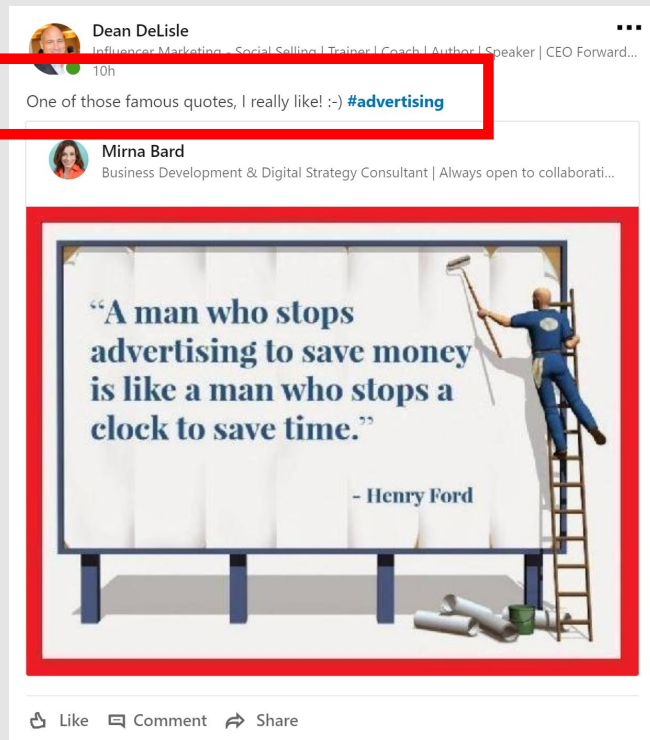 Dean DeLisle
Influencer Marketing - Social Selling | Trainer | Coach | Author | Speaker | CEO Forward...
10h
One of those famous quotes, I really like! :-) #advertising
Mirna Bard
Business Development & Digital Strategy Consultant | Always open to collaborati...
“A man who stops
advertising to save money
is like a man who stops a
clock to save time.”
- Henry Ford
Like Comment Share